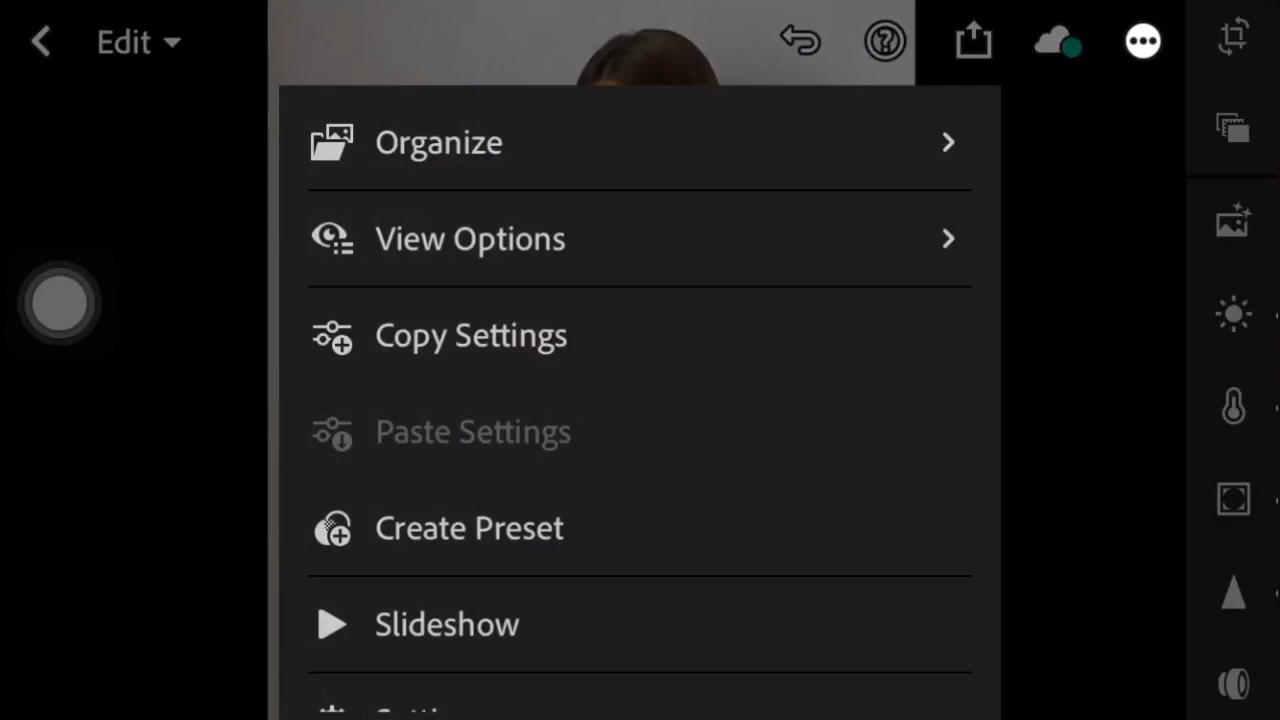 Edit
Organize
View Options
Copy Settings
Paste Settings
Create Preset
Slideshow